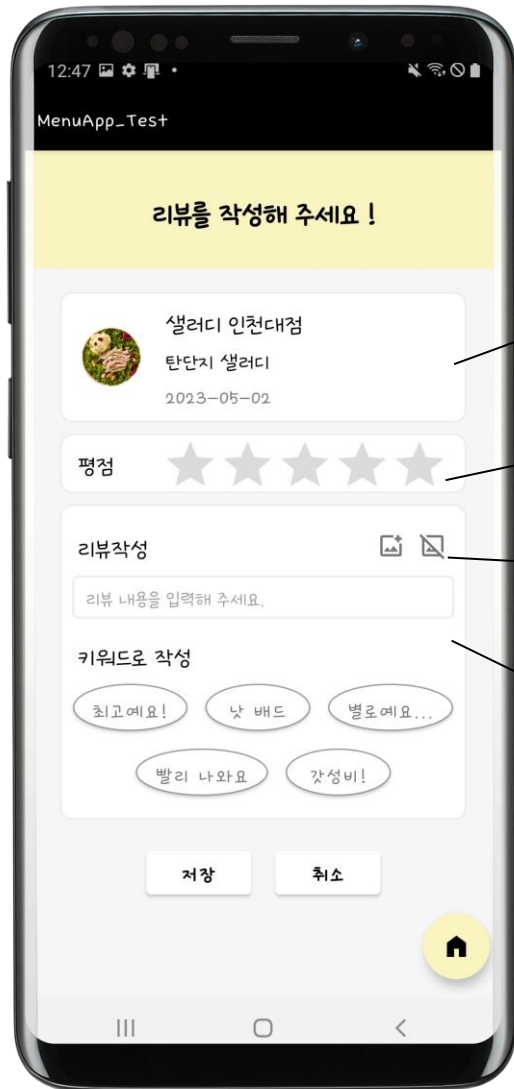 12:47
MenuApp_Test
리뷰를 작성해 주세요 !
샐러디 인천대점
탄단지 샐러디
2023-05-02
평점
리뷰작성
리뷰 내용을 입력해 주세요.
키워드로 작성
최고예요! 낫 배드 별로예요...
빨리 나와요 갓성비!
저장 취소